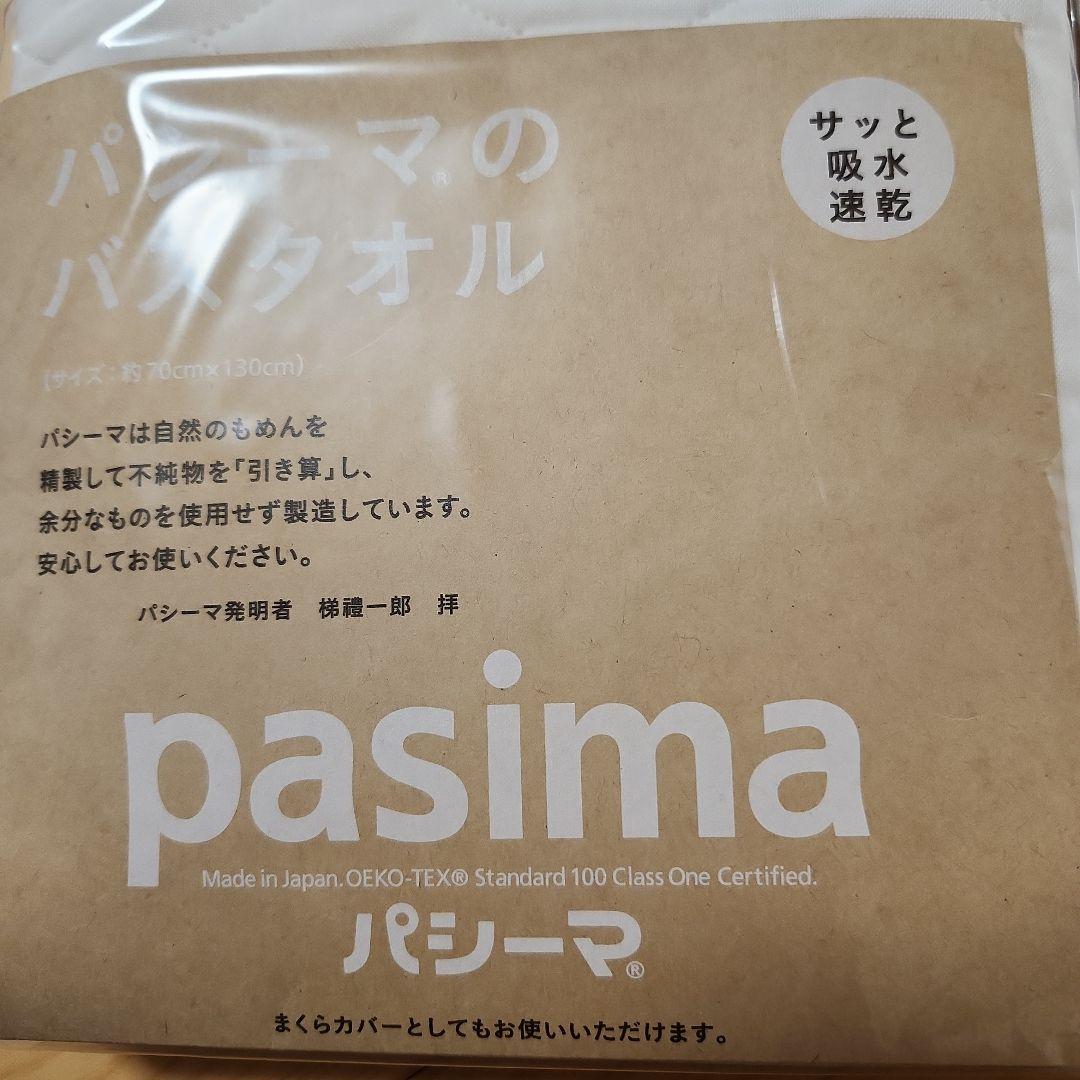 パシーマ®の
バスタオル
(サイズ：約70cm×130cm)
サッと
吸水
速乾
パシーマは自然のもめんを
精製して不純物を「引き算」し、
余分なものを使用せず製造しています。
安心してお使いください。
パシーマ発明者　梯禮一郎　拝
pasima
Made in Japan. OEKO-TEX® Standard 100 Class One Certified.
パシーマ®
まくらカバーとしてもお使いいただけます。